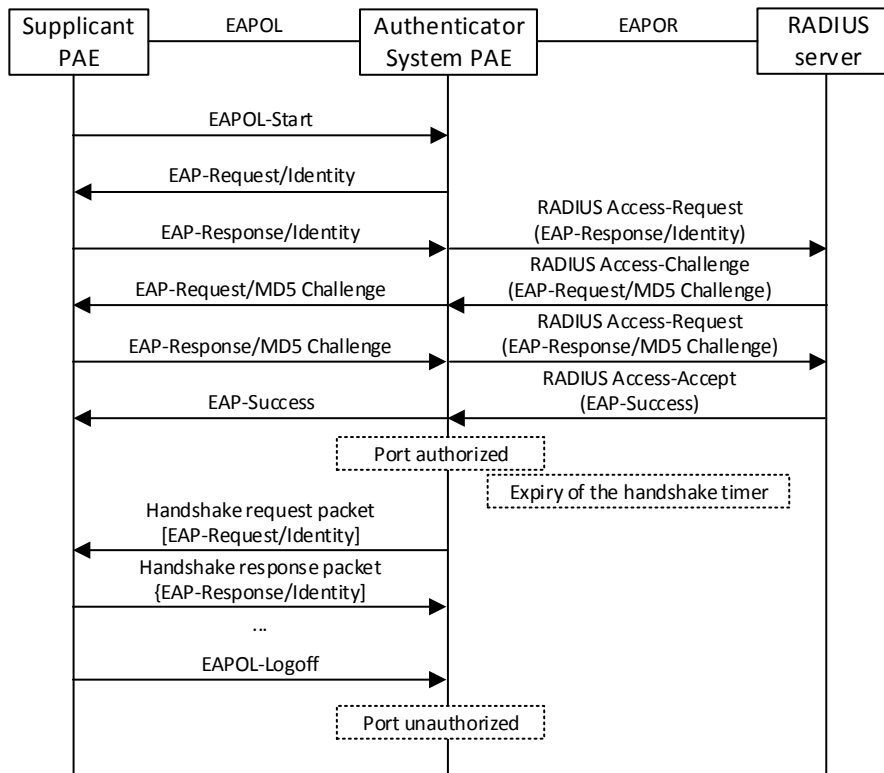 Supplicant
PAE
EAPOL
Authenticator
System PAE
EAPOR
RADIUS
server
EAPOL-Start
EAP-Request/Identity
EAP-Response/Identity
RADIUS Access-Request
(EAP-Response/Identity)
EAP-Request/MD5 Challenge
RADIUS Access-Challenge
(EAP-Request/MD5 Challenge)
EAP-Response/MD5 Challenge
RADIUS Access-Request
(EAP-Response/MD5 Challenge)
EAP-Success
RADIUS Access-Accept
(EAP-Success)
Port authorized
Expiry of the handshake timer
Handshake request packet
[EAP-Request/Identity]
Handshake response packet
{EAP-Response/Identity]
...
EAPOL-Logoff
Port unauthorized